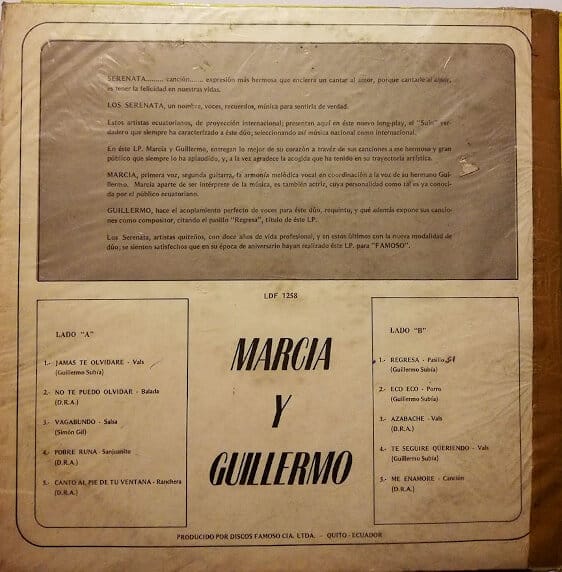 SERENATA......... canción...... expresión más hermosa que encierra un cantar al amor, porque cantarle al amor,
es tener la felicidad en nuestras vidas.
LOS SERENATA, un nombre, voces, recuerdos, música para sentirla de verdad.
Estos artistas ecuatorianos, de proyección internacional; presentan aquí en éste nuevo long-play, el "Sui" ver-
dadero que siempre ha caracterizado a éste dúo; seleccionando así música nacional como internacional.
En éste LP. Marcia y Guillermo, entregan lo mejor de su corazón a travéz de sus canciones a ese hermoso y gran
público que siempre lo ha aplaudido, y, a la vez agradece la acogida que ha tenido en su trayectoria artística.
MARCIA, primera voz, segunda guitarra, fa armonía melódica vocal en coordinación a la voz de su hermano Gui-
llermo. Marcia aparte de ser intérprete de la música, es también actriz, cuya personalidad como tal es ya conoci-
da por el público ecuatoriano.
GUILLERMO, hace el acoplamiento perfecto de voces para éste dúo, requinto, y qué además expone sus cancio-
nes como compositor, citando el pasillo "Regresa", título de éste LP.
Los Serenata, artistas quiteños, con doce años de vida profesional, y en estos últimos con la nueva modalidad de
dúo; se sienten satisfechos que en su época de aniversario hayan realizado éste LP. para "FAMOSO".
LDF 1258
LADO "A"
1.- JAMAS TE OLVIDARE - Vals
(Guillermo Subía)
2.- NO TE PUEDO OLVIDAR - Balada
(D.R.A.)
3.- VAGABUNDO - Salsa
(Simón Gil)
4.- POBRE RUNA - Sanjuanito
(D.R.A.)
5.- CANTO AL PIE DE TU VENTANA - Ranchera
(D.R.A.)
MARCIA
Y
GUILLERMO
LADO "B"
1.- REGRESA - Pasillo
(Guillermo Subía)
2.- ECO ECO - Porro
(Guillermo Subía)
3.- AZABACHE - Vals
(D.R.A.)
4.- TE SEGUIRE QUERIENDO - Vals
(Guillermo Subía)
5.- ME ENAMORE - Canción
(D.R.A.)
PRODUCIDO POR DISCOS FAMOSO CIA. LTDA. - QUITO - ECUADOR